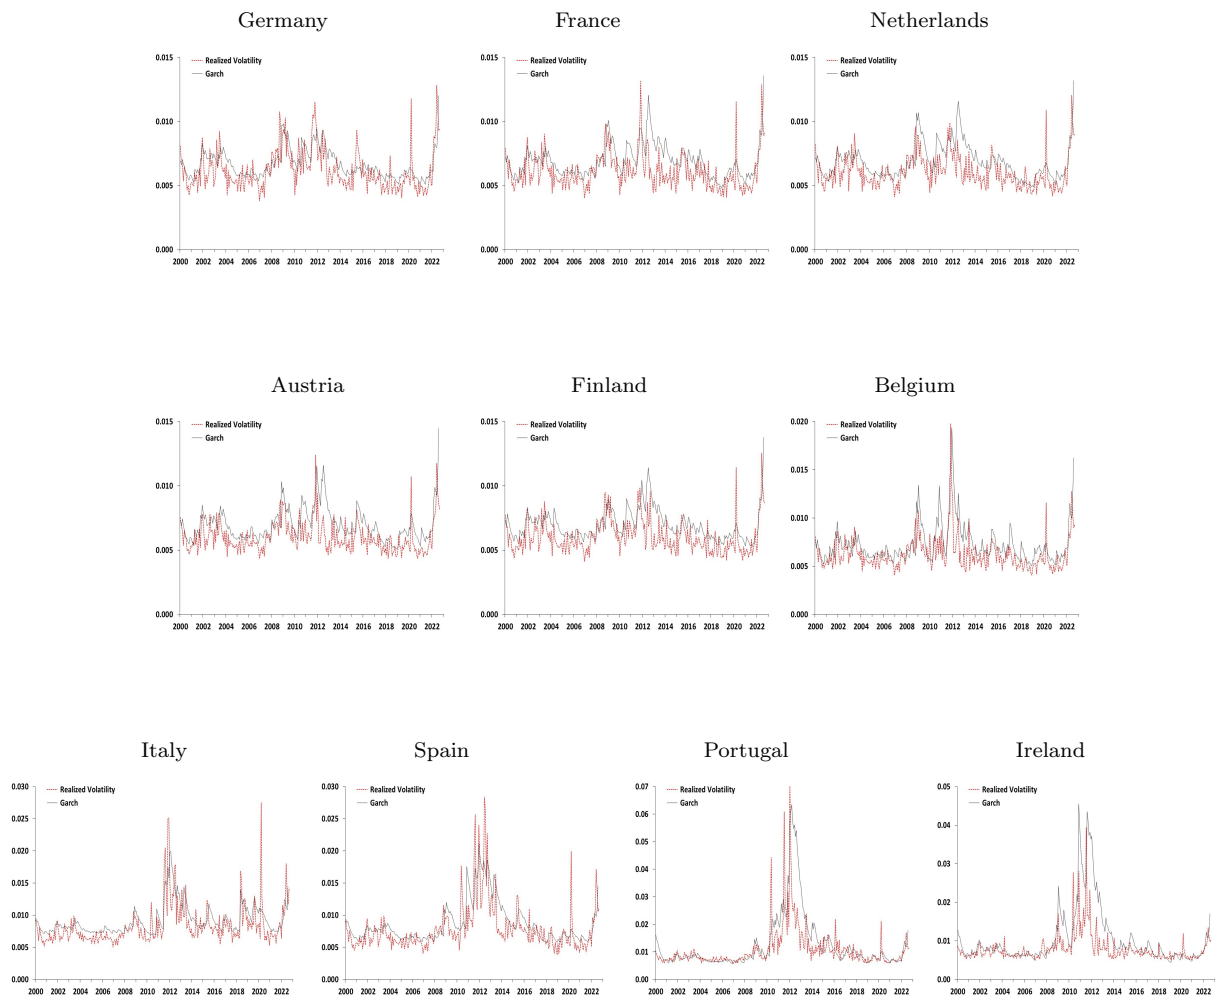 Germany France Netherlands
0.015 0.015 0.015
Realized Volatility Realized Volatility Realized Volatility
Garch Garch Garch
0.010 0.010 0.010
0.005 0.005 0.005
0.000 0.000 0.000
2000 2002 2004 2006 2008 2010 2012 2014 2016 2018 2020 2022 2000 2002 2004 2006 2008 2010 2012 2014 2016 2018 2020 2022 2000 2002 2004 2006 2008 2010 2012 2014 2016 2018 2020 2022
Austria Finland Belgium
0.015 0.015 0.020
Realized Volatility Realized Volatility Realized Volatility
Garch Garch Garch
0.015
0.010 0.010
0.010
0.005 0.005
0.005
0.000 0.000 0.000
2000 2002 2004 2006 2008 2010 2012 2014 2016 2018 2020 2022 2000 2002 2004 2006 2008 2010 2012 2014 2016 2018 2020 2022 2000 2002 2004 2006 2008 2010 2012 2014 2016 2018 2020 2022
Italy Spain Portugal Ireland
0.030 0.030 0.07 0.05
Realized Volatility Realized Volatility Realized Volatility Realized Volatility
Garch Garch Garch Garch
0.06
0.025 0.025
0.04
0.05
0.020 0.020
0.04 0.03
0.015 0.015
0.03
0.02
0.010 0.010
0.02
0.01
0.005 0.005
0.01
0.000 0.000 0.00 0.00
2000 2002 2004 2006 2008 2010 2012 2014 2016 2018 2020 2022 2000 2002 2004 2006 2008 2010 2012 2014 2016 2018 2020 2022 2000 2002 2004 2006 2008 2010 2012 2014 2016 2018 2020 2022 2000 2002 2004 2006 2008 2010 2012 2014 2016 2018 2020 2022